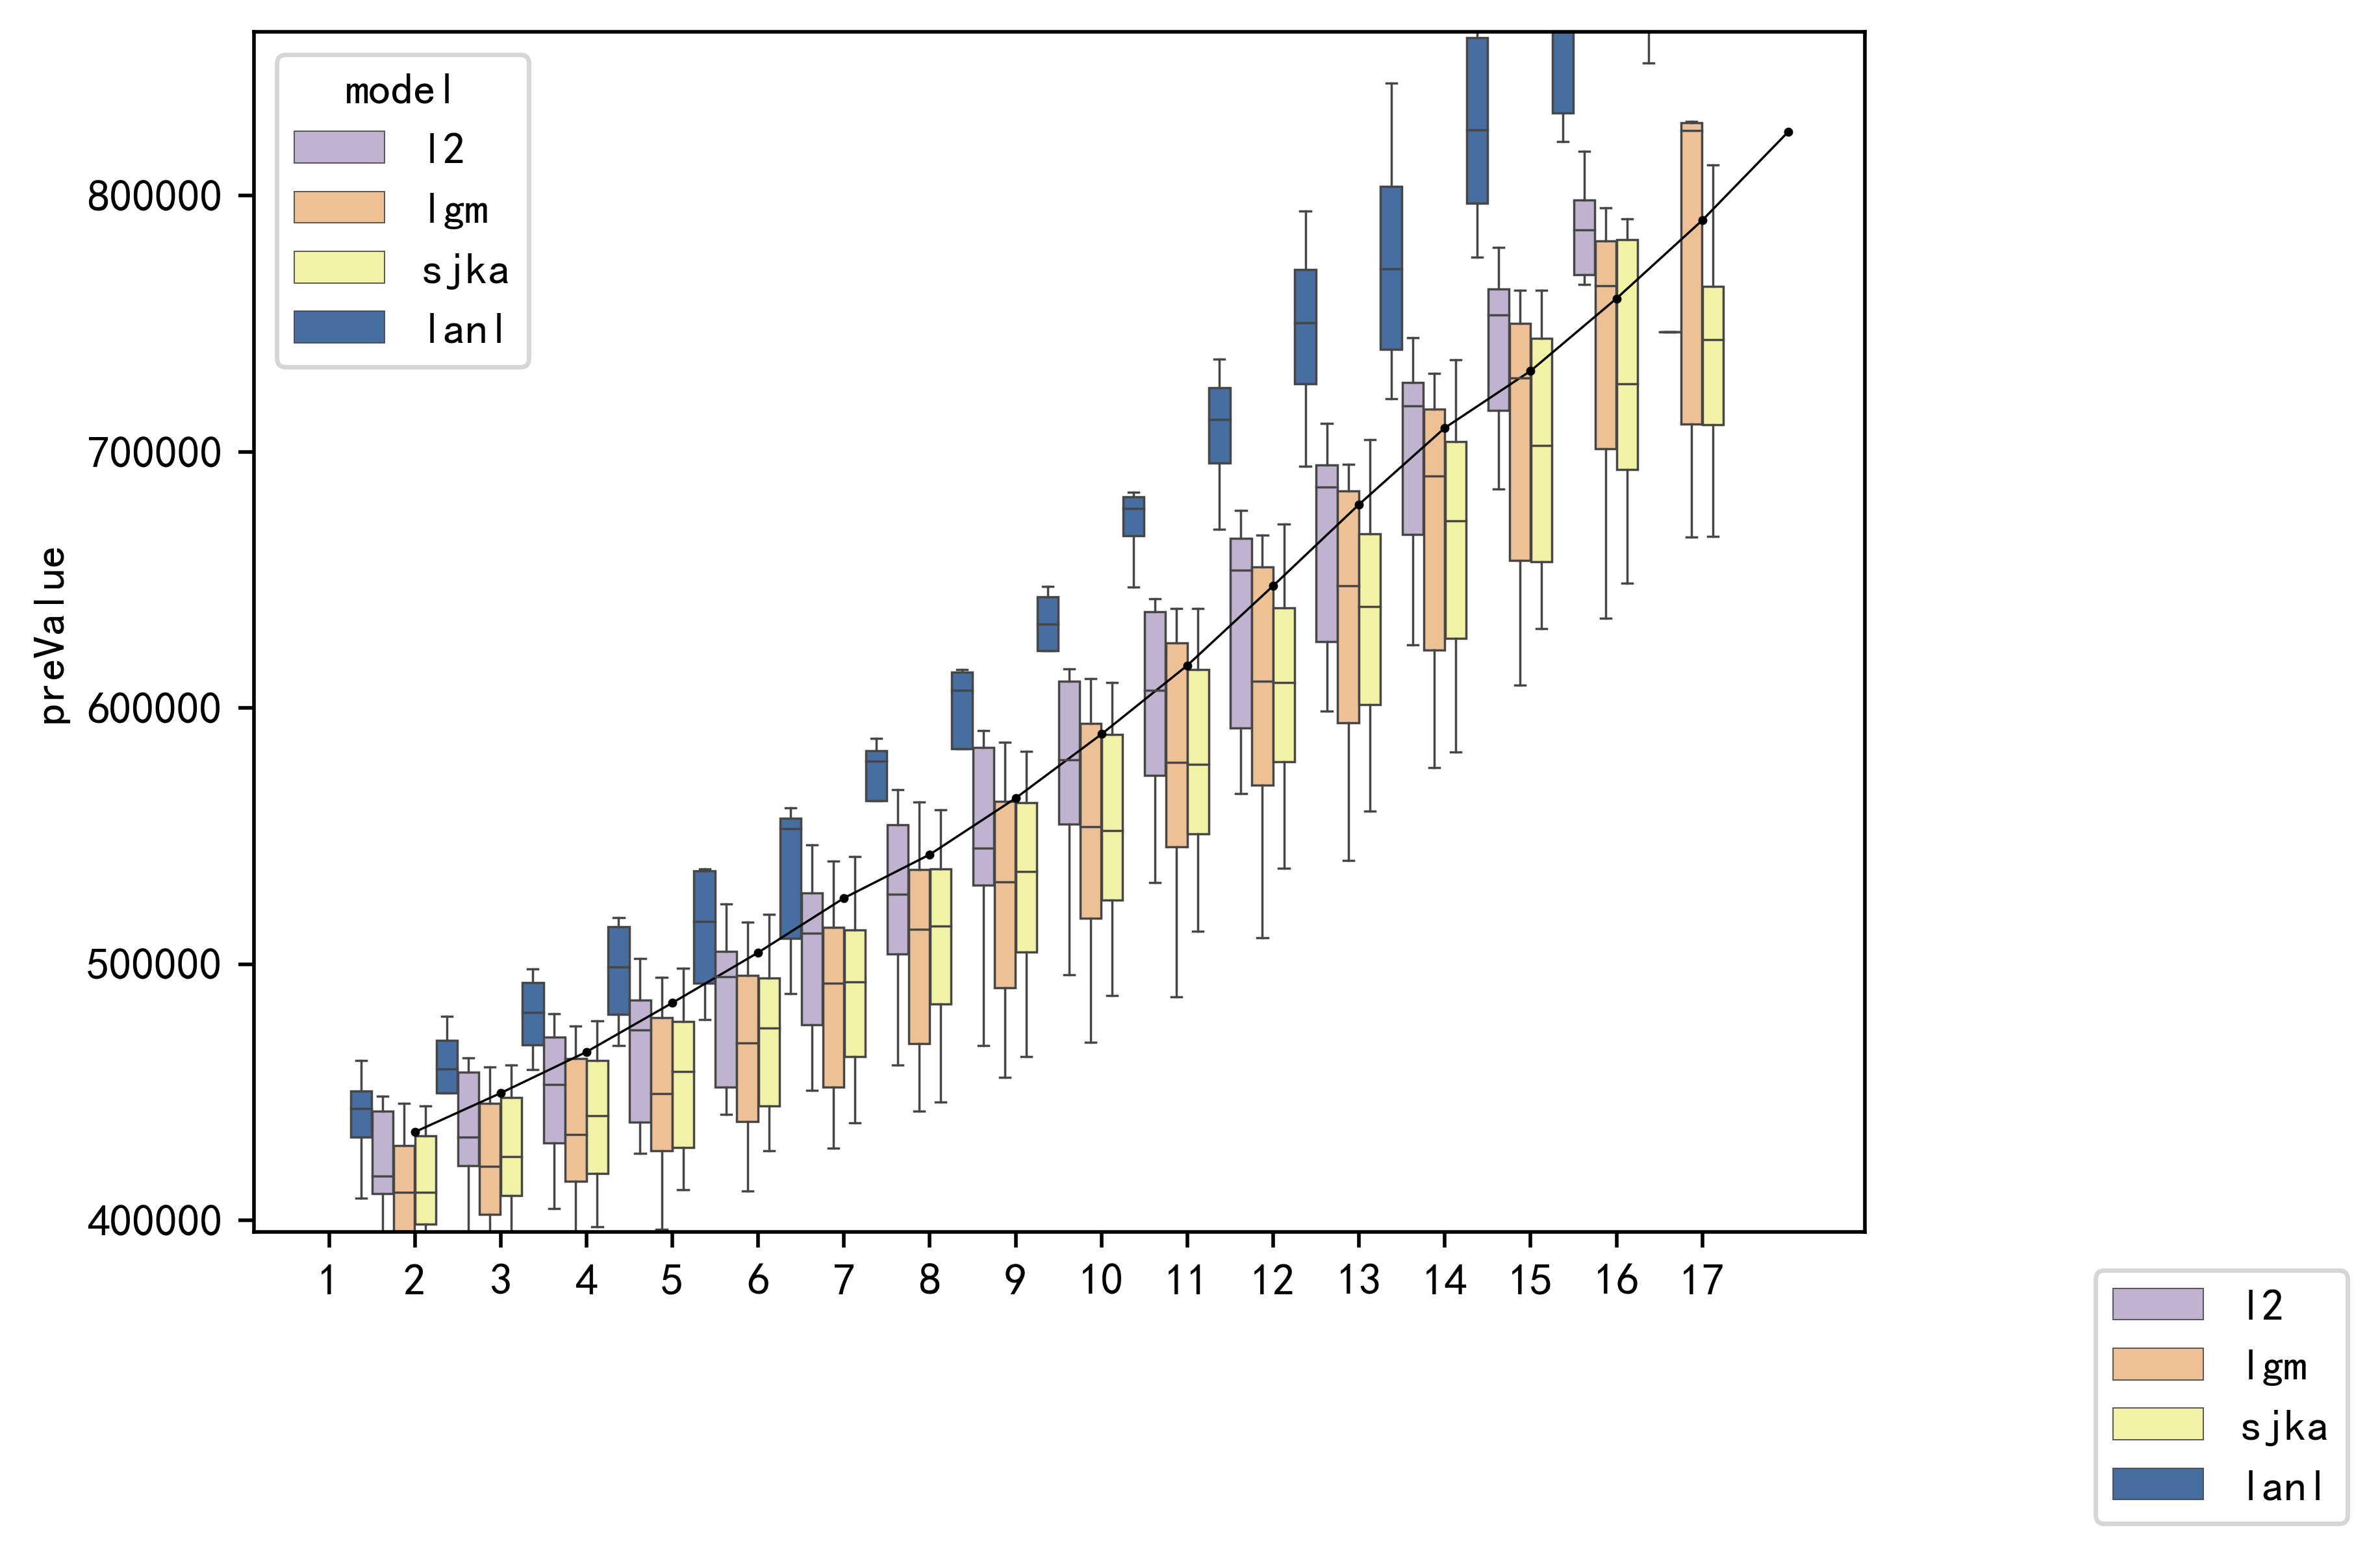 model
l2
lgm
sjka
lanl
preValue
800000
700000
600000
500000
400000
1 2 3 4 5 6 7 8 9 10 11 12 13 14 15 16 17
l2
lgm
sjka
lanl